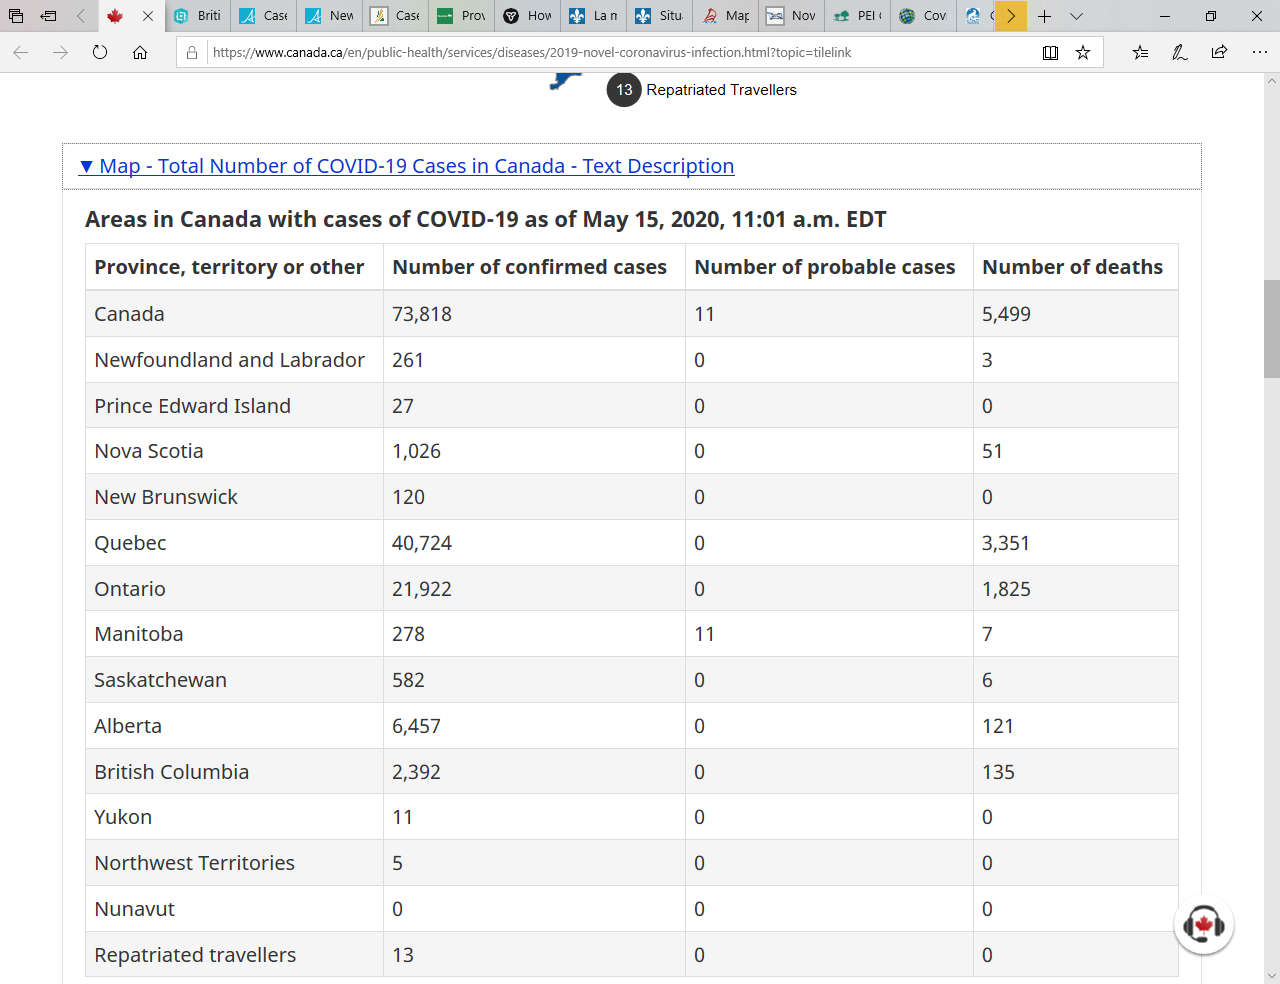 Briti
Case
New
Case
Prov
How
La n
Situ
Map
Nov
PEI
Cov
https://www.canada.ca/en/public-health/services/diseases/2019-novel-coronavirus-infection.html?topic=tilelink
13 Repatriated Travellers
▼ Map - Total Number of COVID-19 Cases in Canada - Text Description
Areas in Canada with cases of COVID-19 as of May 15, 2020, 11:01 a.m. EDT
Province, territory or other Number of confirmed cases Number of probable cases Number of deaths
Canada 73,818 11 5,499
Newfoundland and Labrador 261 0 3
Prince Edward Island 27 0 0
Nova Scotia 1,026 0 51
New Brunswick 120 0 0
Quebec 40,724 0 3,351
Ontario 21,922 0 1,825
Manitoba 278 11 7
Saskatchewan 582 0 6
Alberta 6,457 0 121
British Columbia 2,392 0 135
Yukon 11 0 0
Northwest Territories 5 0 0
Nunavut 0 0 0
Repatriated travellers 13 0 0